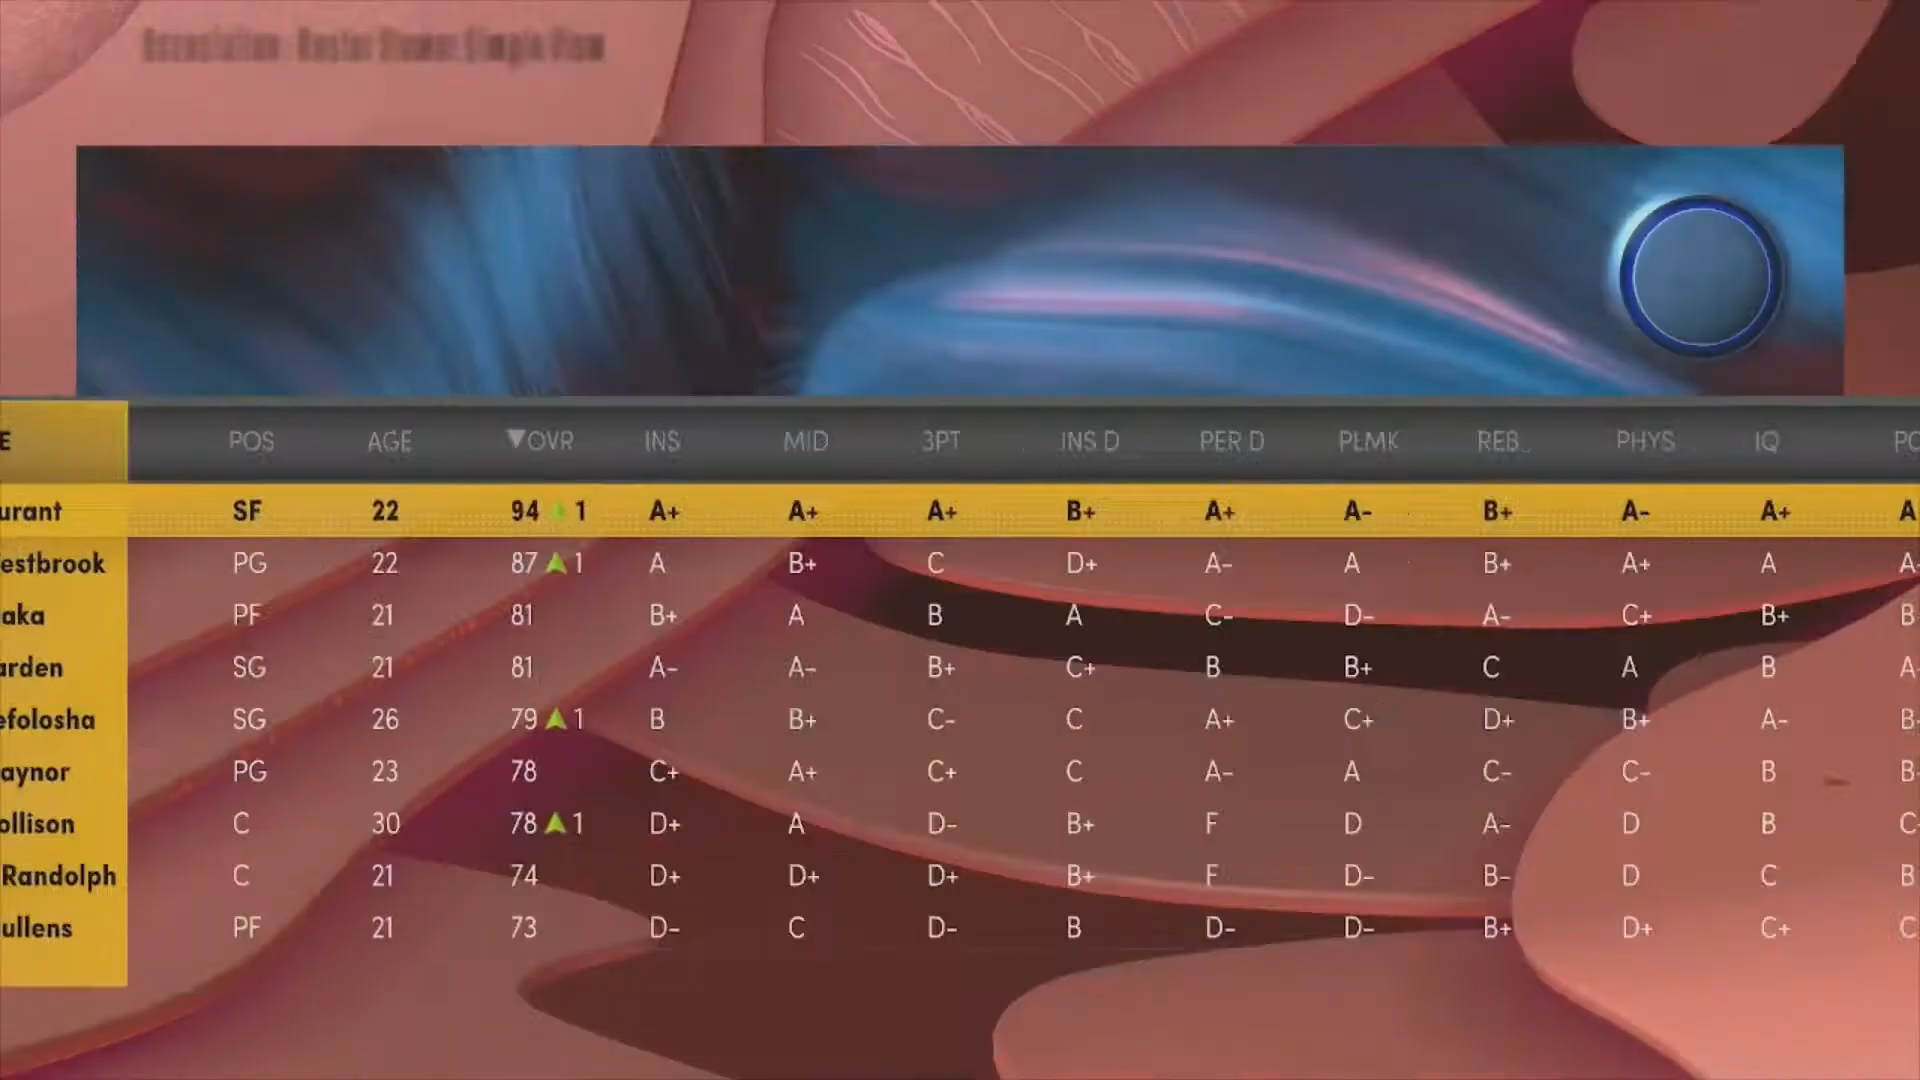 E POS AGE ▼OVR INS MID 3PT INS D PER D PLMK REB PHYS IQ PO
urant SF 22 94 ▲ 1 A+ A+ A+ B+ A+ A- B+ A- A+ A
estbrook PG 22 87 ▲ 1 A B+ C D+ A- A B+ A+ A A-
aka PF 21 81 B+ A B A C- D- A- C+ B+ B
arden SG 21 81 A- A- B+ C+ B B+ C A B A-
efolosha SG 26 79 ▲ 1 B B+ C- C A+ C+ D+ B+ A- B-
aynor PG 23 78 C+ A+ C+ C A- A C- C- B B-
ollison C 30 78 ▲ 1 D+ A D- B+ F D A- D B C-
Randolph C 21 74 D+ D+ D+ B+ F D- B- D C B
ullens PF 21 73 D- C D- B D- D- B+ D+ C+ C